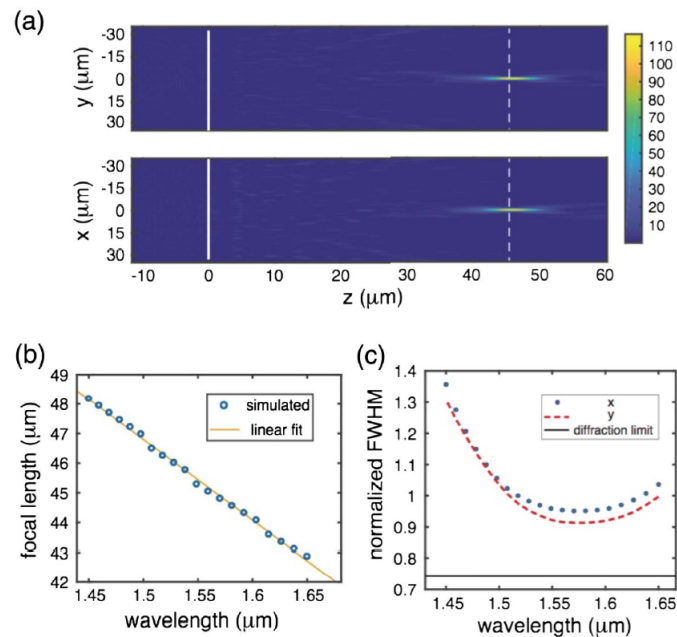 (a)
-30
-15
0
15
30
y (μm)
110
100
90
80
70
60
50
40
30
20
10
-30
-15
0
15
30
x (μm)
-10 0 10 20 30 40 50 60
z (μm)
(b)
49
48
47
46
45
44
43
42
focal length (μm)
simulated
linear fit
1.45 1.5 1.55 1.6 1.65
wavelength (μm)
(c)
1.4
1.3
1.2
1.1
1
0.9
0.8
0.7
normalized FWHM
x
y
diffraction limit
1.45 1.5 1.55 1.6 1.65
wavelength (μm)